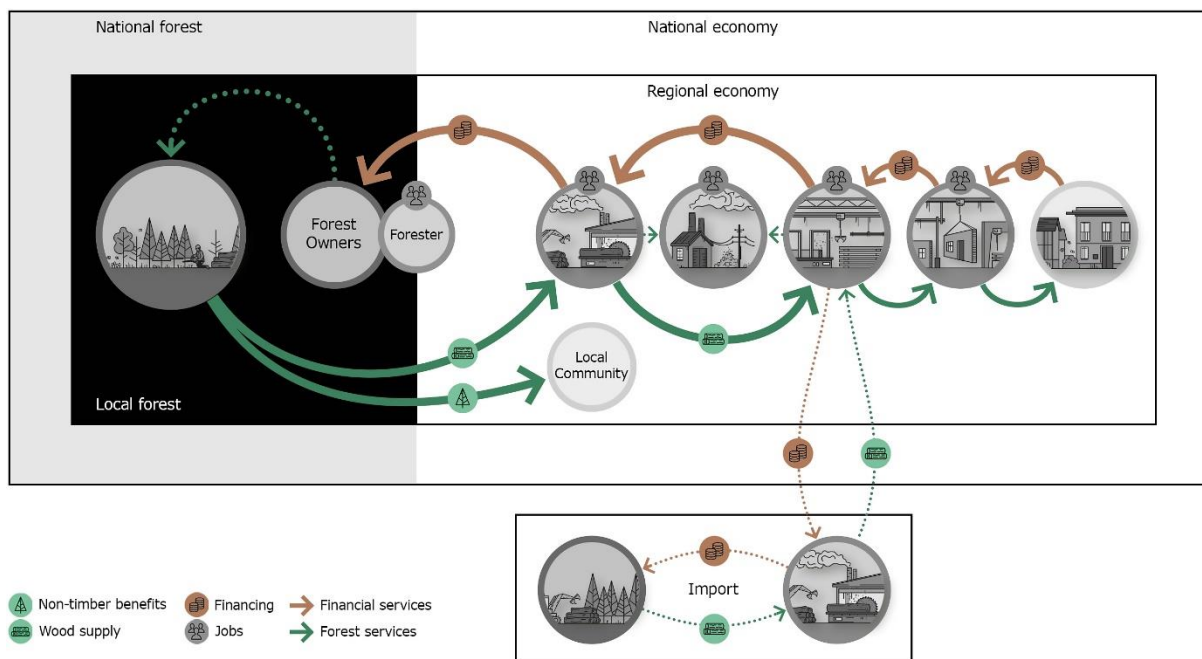 National forest
National economy
Regional economy
Forest
Owners
Forester
Local
Community
Local forest
Import
Non-timber benefits
Financing
Financial services
Wood supply
Jobs
Forest services